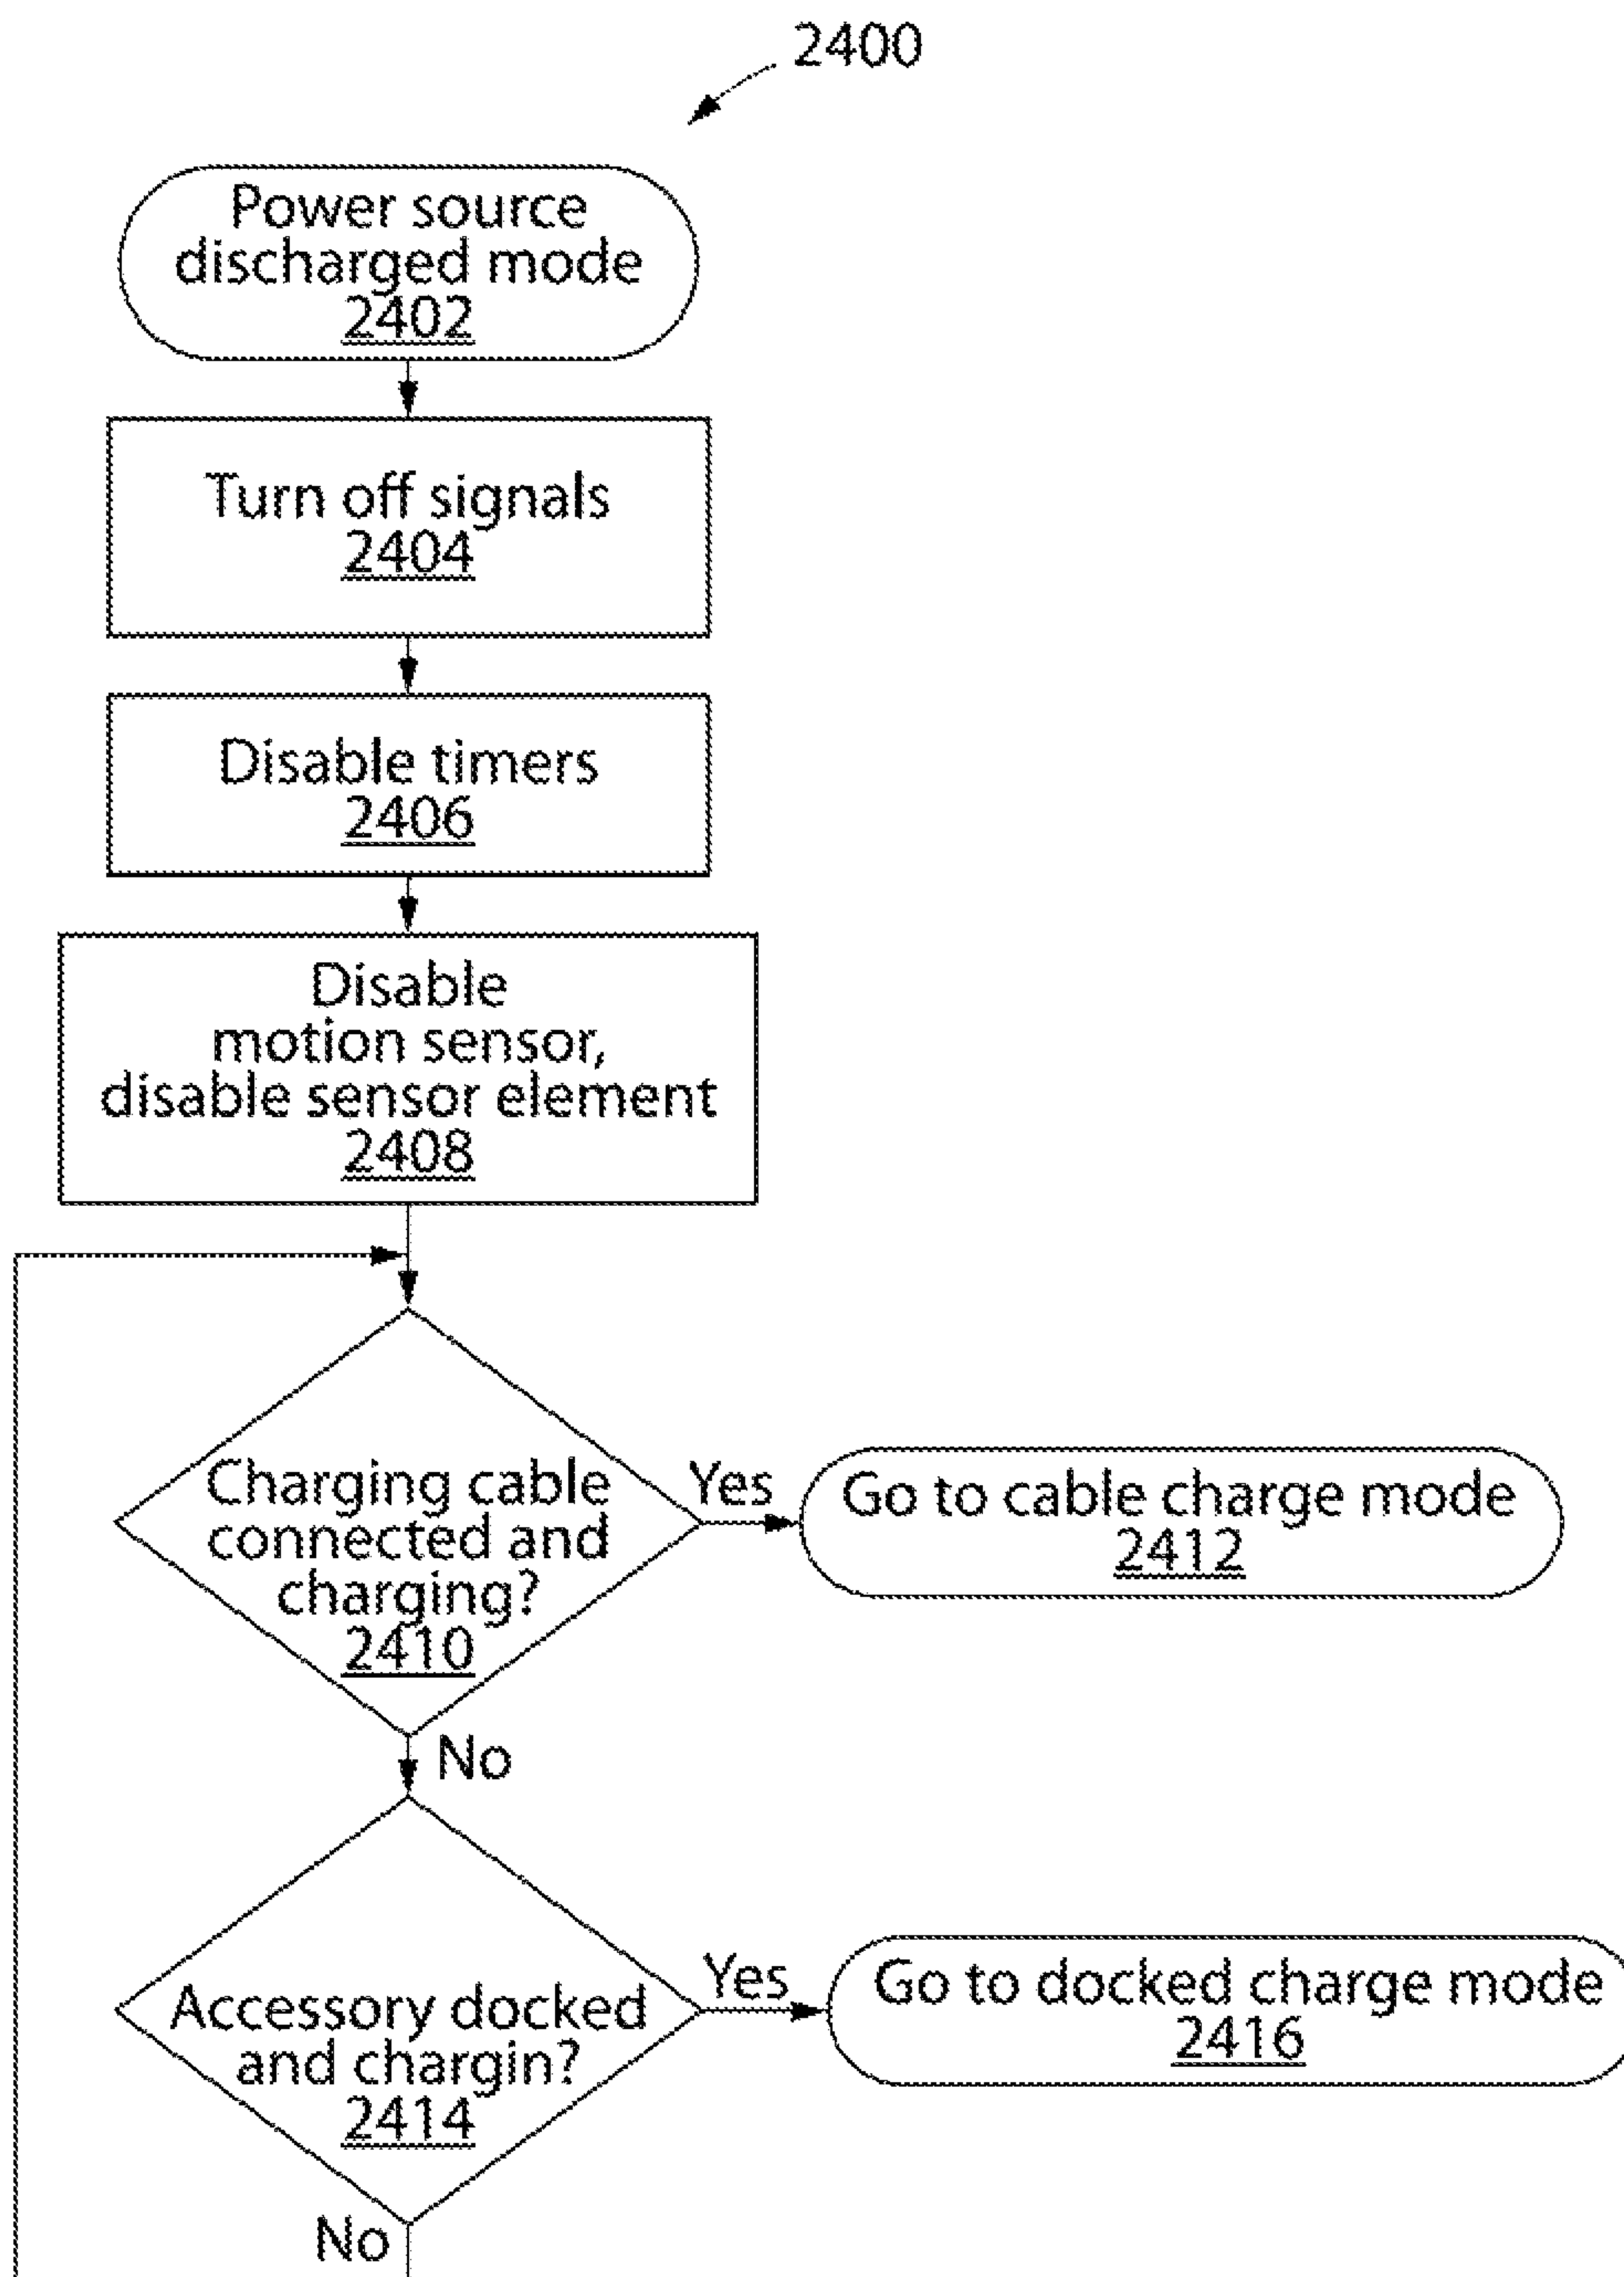 2400
Power source
discharged mode
2402
Turn off signals
2404
Disable timers
2406
Disable
motion sensor,
disable sensor element
2408
Charging cable
connected and
charging?
2410
Yes
Go to cable charge mode
2412
No
Accessory docked
and chargin?
2414
Yes
Go to docked charge mode
2416
No